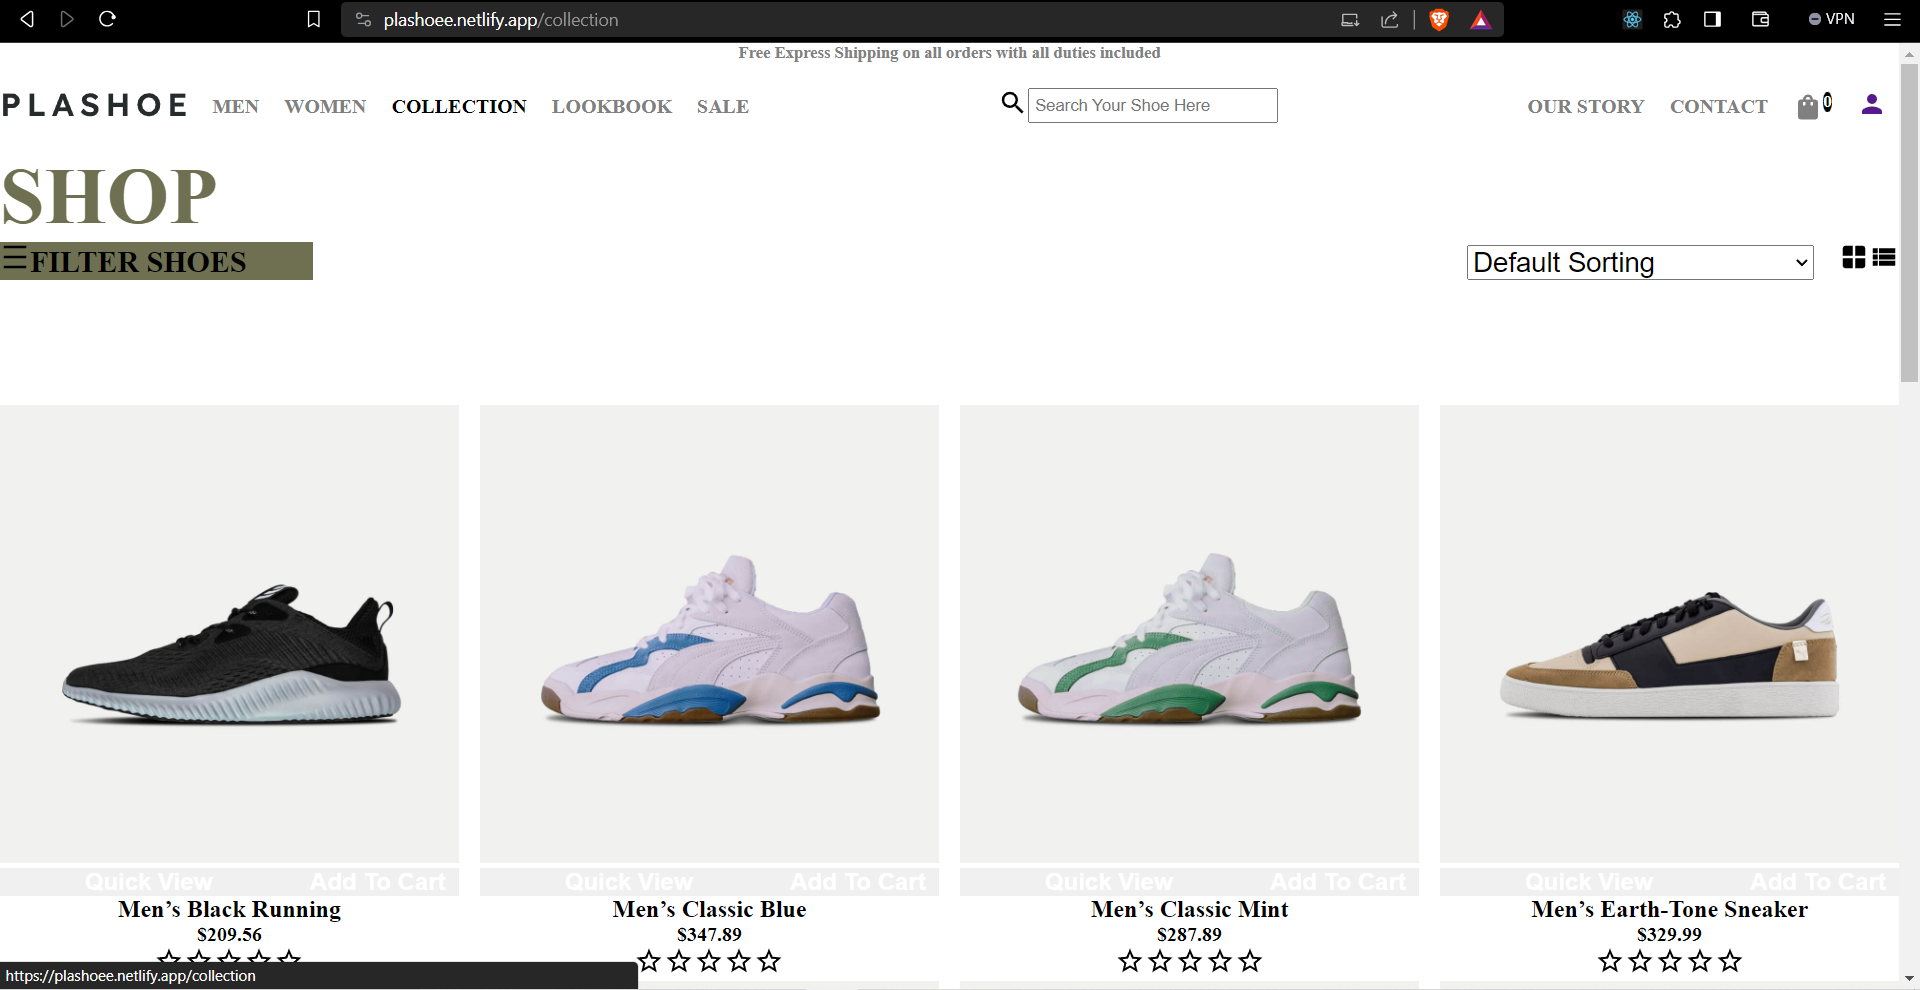 plashoee.netlify.app/collection
VPN
Free Express Shipping on all orders with all duties included
PLASHOE MEN WOMEN COLLECTION LOOKBOOK SALE Search Your Shoe Here OUR STORY CONTACT 0
SHOP
FILTER SHOES Default Sorting
Quick View Add To Cart Quick View Add To Cart Quick View Add To Cart Quick View Add To Cart
Men’s Black Running Men’s Classic Blue Men’s Classic Mint Men’s Earth-Tone Sneaker
$209.56 $347.89 $287.89 $329.99
https://plashoee.netlify.app/collection